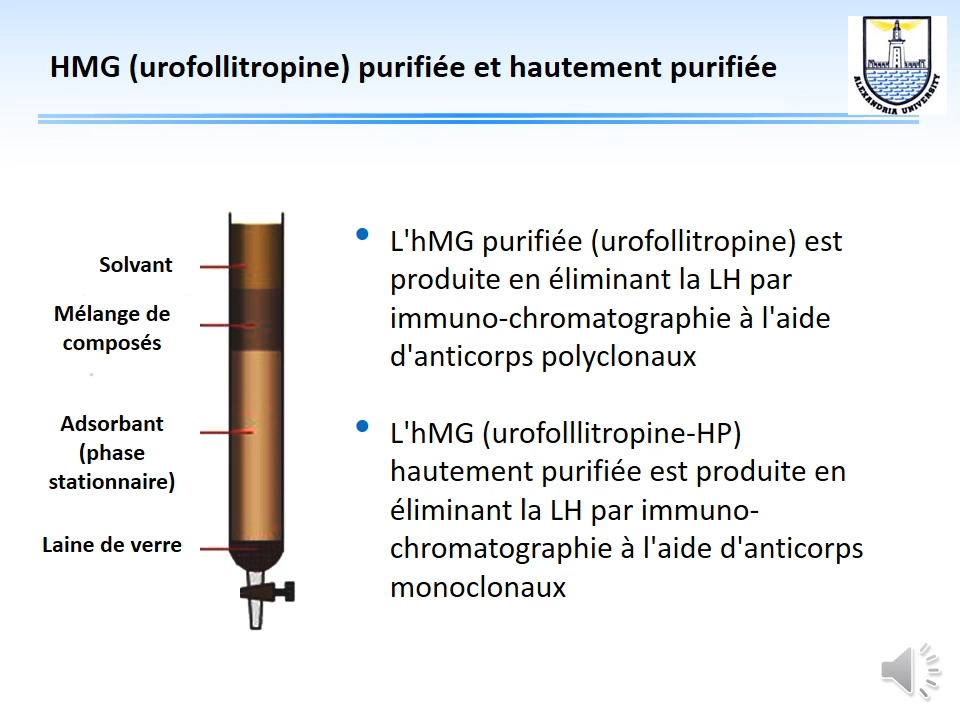 HMG (urofollitropine) purifiée et hautement purifiée
ALEXANDRIA UNIVERSITY
Solvant
Mélange de
composés
Adsorbant
(phase
stationnaire)
Laine de verre
• L'hMG purifiée (urofollitropine) est
produite en éliminant la LH par
immuno-chromatographie à l'aide
d'anticorps polyclonaux
• L'hMG (urofolllitropine-HP)
hautement purifiée est produite en
éliminant la LH par immuno-
chromatographie à l'aide d'anticorps
monoclonaux